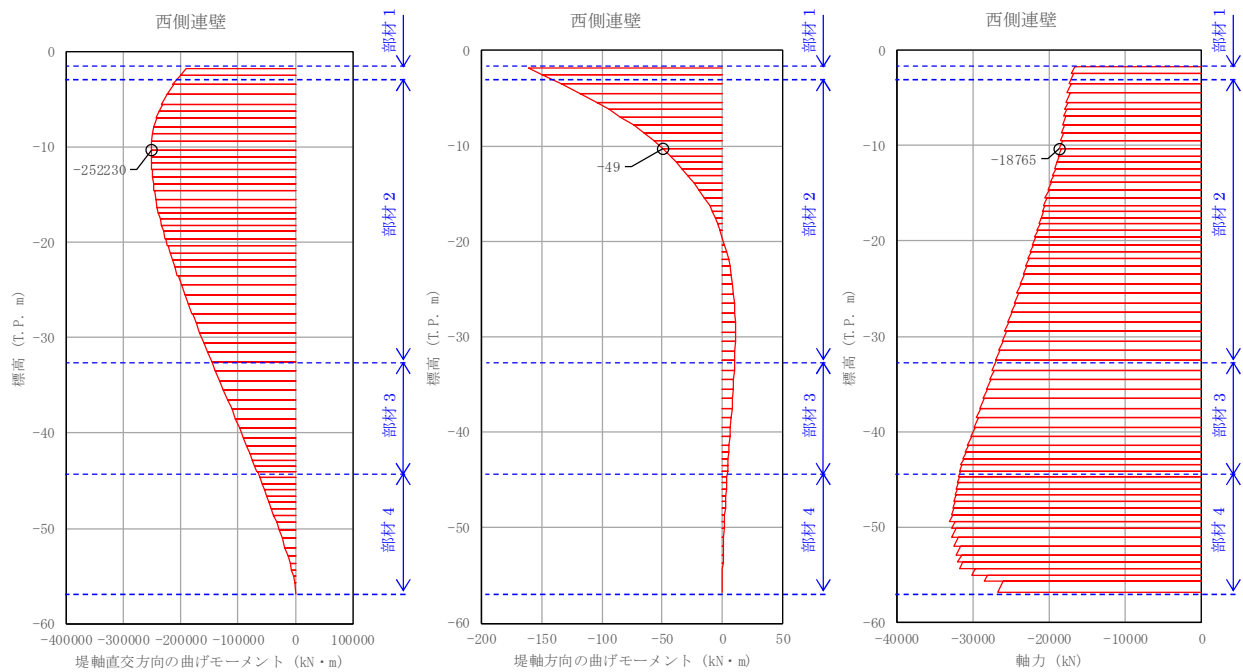 西側連壁
部材 1
部材 2
部材 3
部材 4
標高 (T.P. m)
0
-10
-20
-30
-40
-50
-60
-252230
-400000 -300000 -200000 -100000 0 100000
堤軸直交方向の曲げモーメント (kN・m)
西側連壁
部材 1
部材 2
部材 3
部材 4
標高 (T.P. m)
0
-10
-20
-30
-40
-50
-60
-49
-200 -150 -100 -50 0 50
堤軸方向の曲げモーメント (kN・m)
西側連壁
部材 1
部材 2
部材 3
部材 4
標高 (T.P. m)
0
-10
-20
-30
-40
-50
-60
-18765
-40000 -30000 -20000 -10000 0
軸力 (kN)